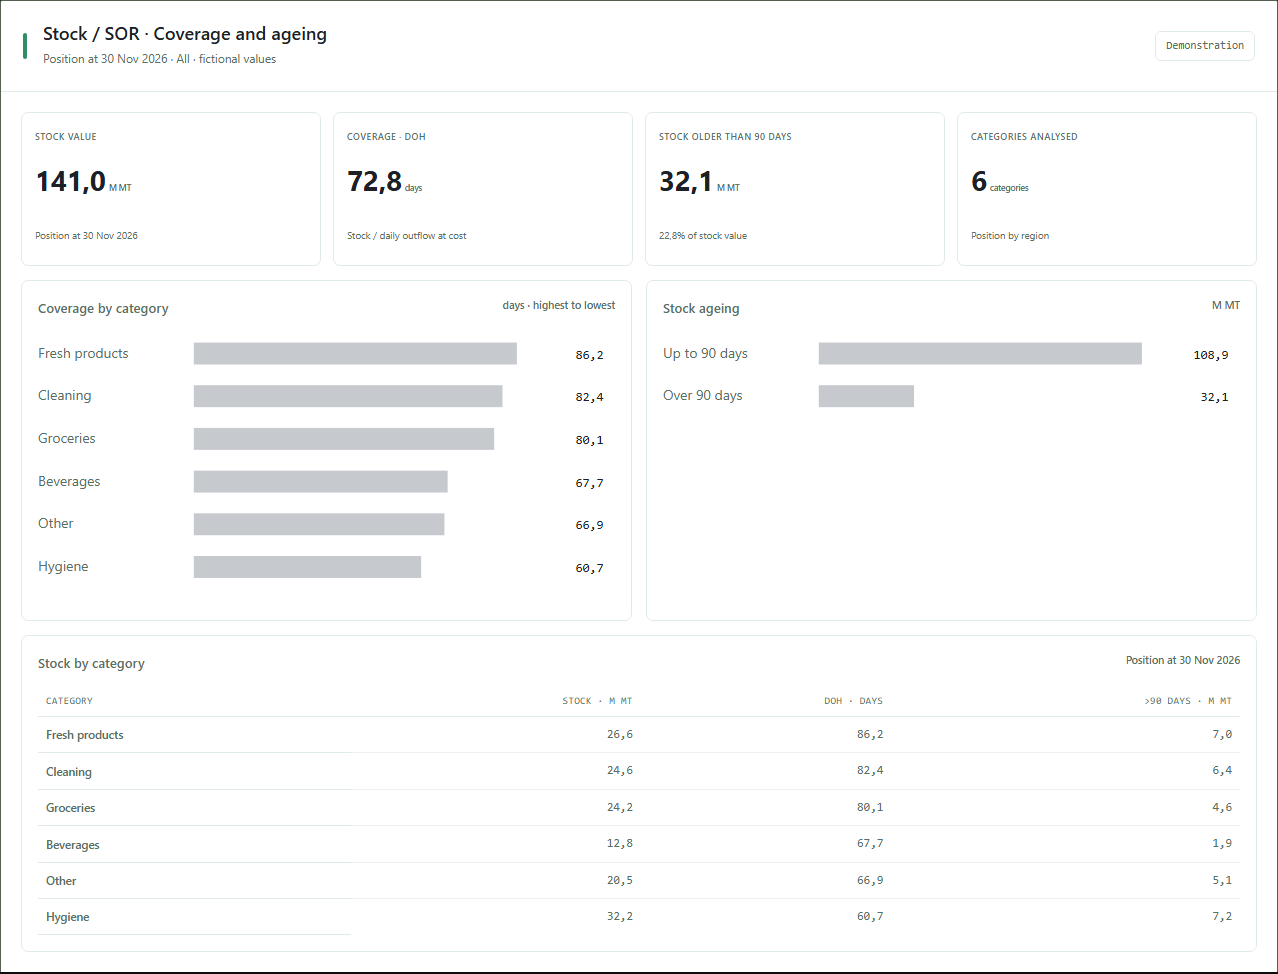 Stock / SOR · Coverage and ageing
Position at 30 Nov 2026 · All · fictional values
Demonstration
STOCK VALUE
141,0 M MT
Position at 30 Nov 2026
COVERAGE · DOH
72,8 days
Stock / daily outflow at cost
STOCK OLDER THAN 90 DAYS
32,1 M MT
22,8% of stock value
CATEGORIES ANALYSED
6 categories
Position by region
Coverage by category
days · highest to lowest
Fresh products 86,2
Cleaning 82,4
Groceries 80,1
Beverages 67,7
Other 66,9
Hygiene 60,7
Stock ageing
M MT
Up to 90 days 108,9
Over 90 days 32,1
Stock by category
Position at 30 Nov 2026
CATEGORY STOCK · M MT DOH · DAYS >90 DAYS · M MT
Fresh products 26,6 86,2 7,0
Cleaning 24,6 82,4 6,4
Groceries 24,2 80,1 4,6
Beverages 12,8 67,7 1,9
Other 20,5 66,9 5,1
Hygiene 32,2 60,7 7,2